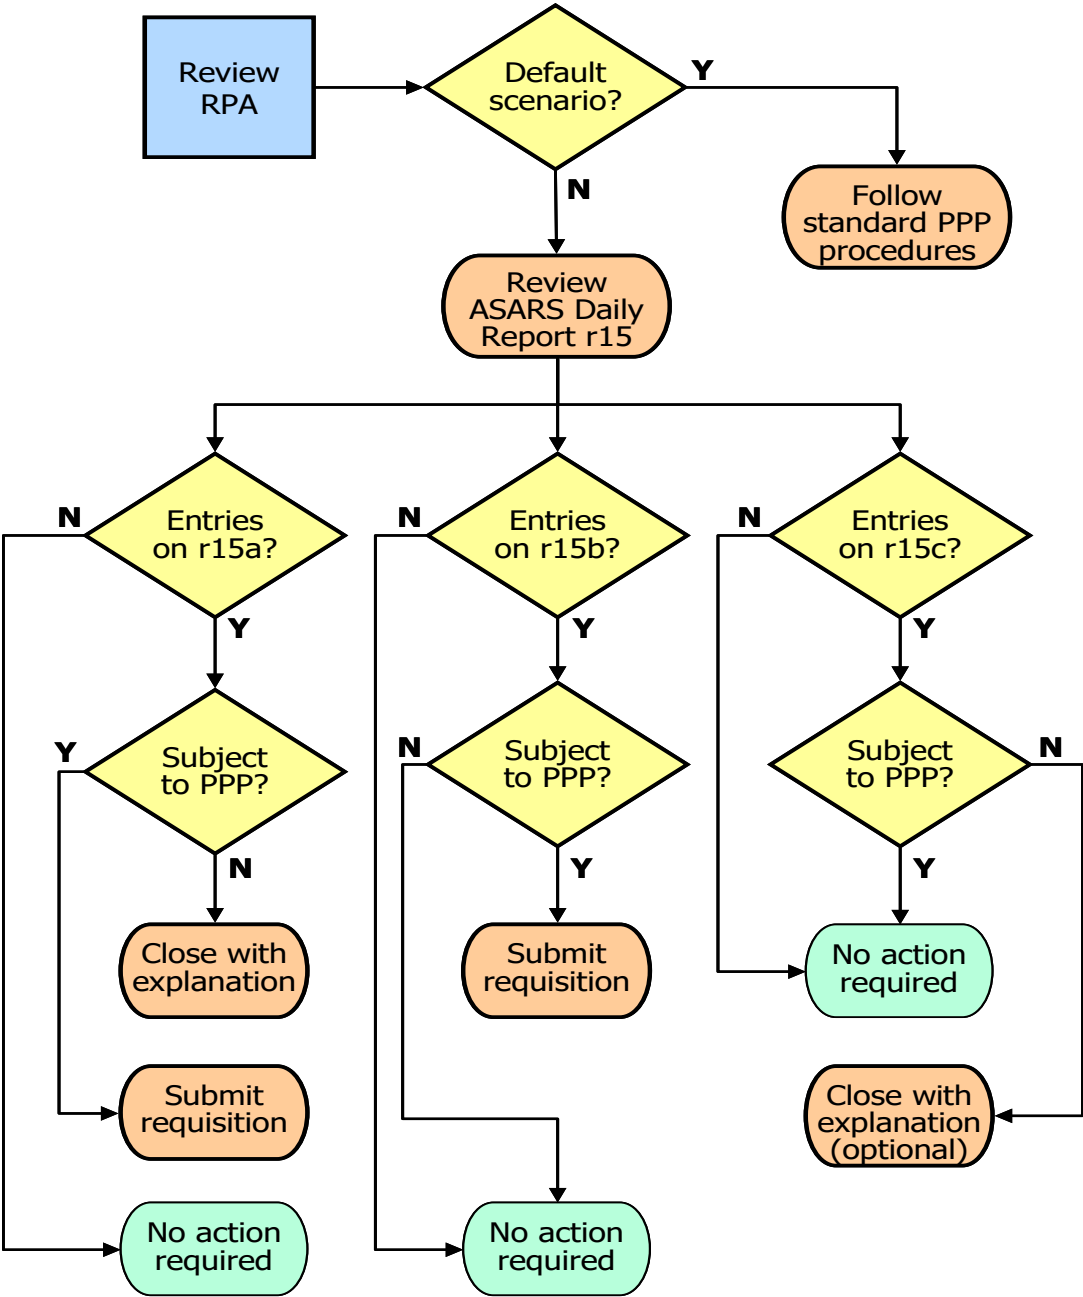 Review
RPA
Default
scenario?
Y
N
Follow
standard PPP
procedures
Review
ASARS Daily
Report r15
N
Entries
on r15a?
Y
N
Entries
on r15b?
Y
N
Entries
on r15c?
Y
Y
Subject
to PPP?
N
N
Subject
to PPP?
Y
Subject
to PPP?
N
Y
Close with
explanation
Submit
requisition
No action
required
Submit
requisition
Close with
explanation
(optional)
No action
required
No action
required